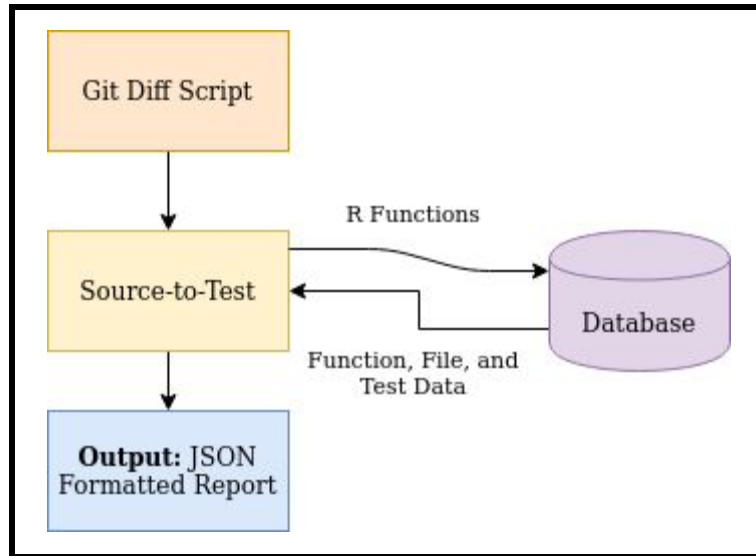 Git Diff Script
R Functions
Source-to-Test
Database
Function, File, and
Test Data
Output: JSON
Formatted Report